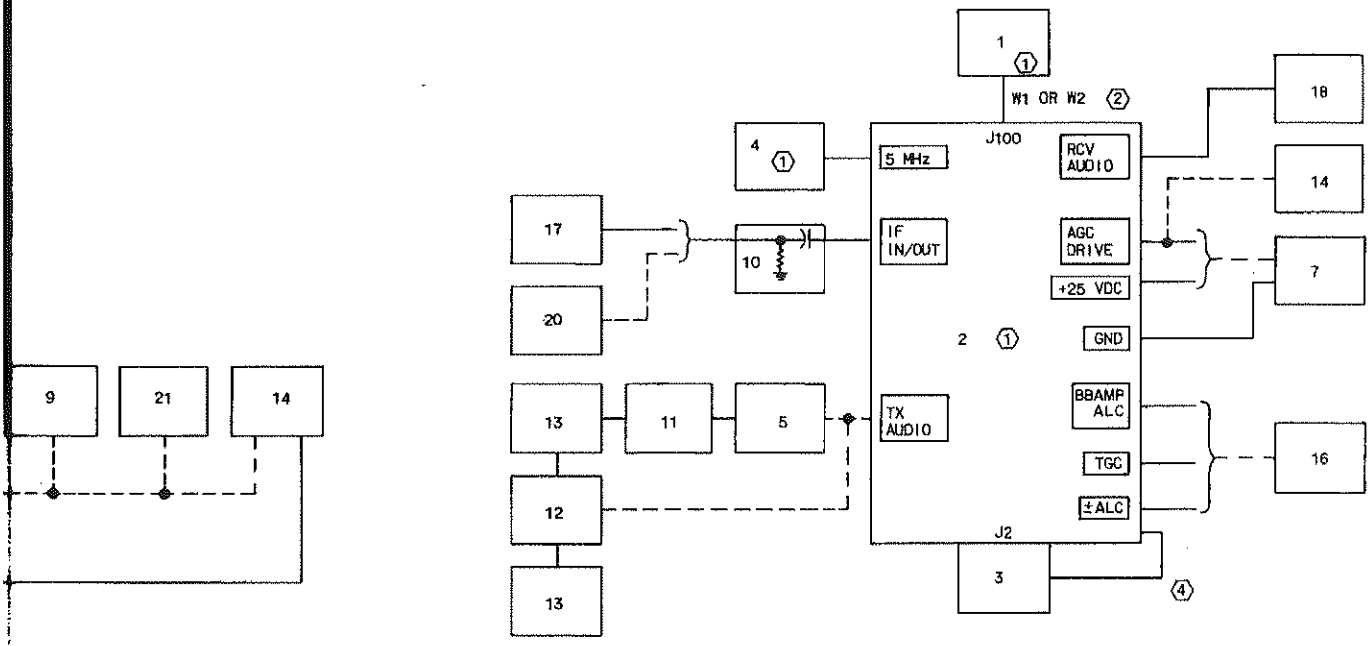 1
1
W1 OR W2 2
J100
4
1
5 MHz
RCV
AUDIO
18
14
17
10
IF
IN/OUT
AGC
DRIVE
7
+25 VDC
20
2 1
GND
9
21
14
13
11
5
TX
AUDIO
BBAMP
ALC
16
TGC
12
±ALC
J2
3
4
13